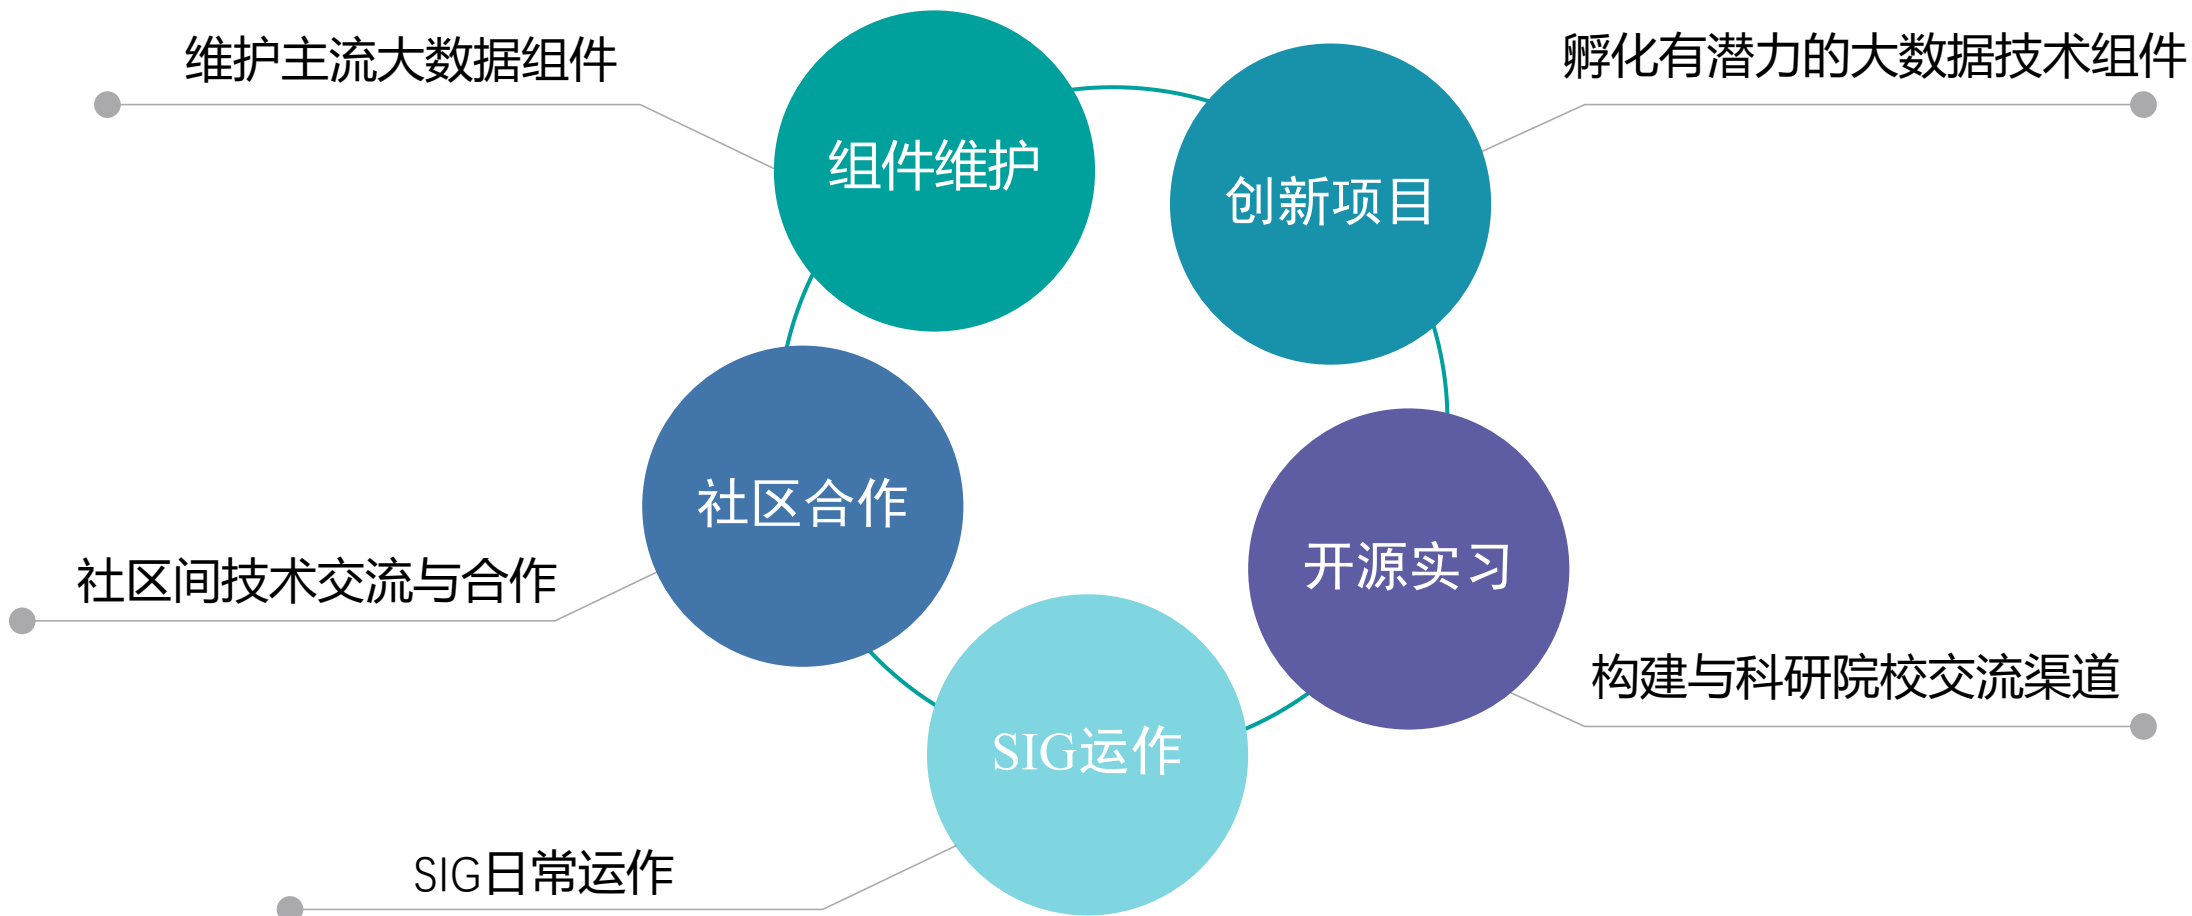 维护主流大数据组件
孵化有潜力的大数据技术组件
组件维护
创新项目
社区合作
开源实习
社区间技术交流与合作
构建与科研院校交流渠道
SIG运作
SIG日常运作